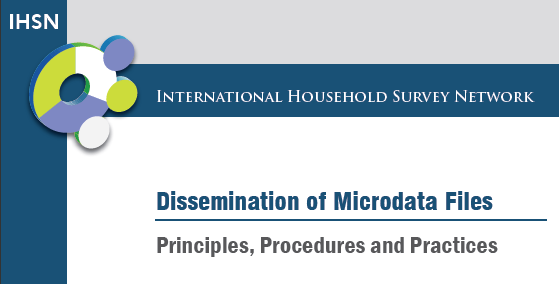 IHSN
International Household Survey Network
Dissemination of Microdata Files
Principles, Procedures and Practices